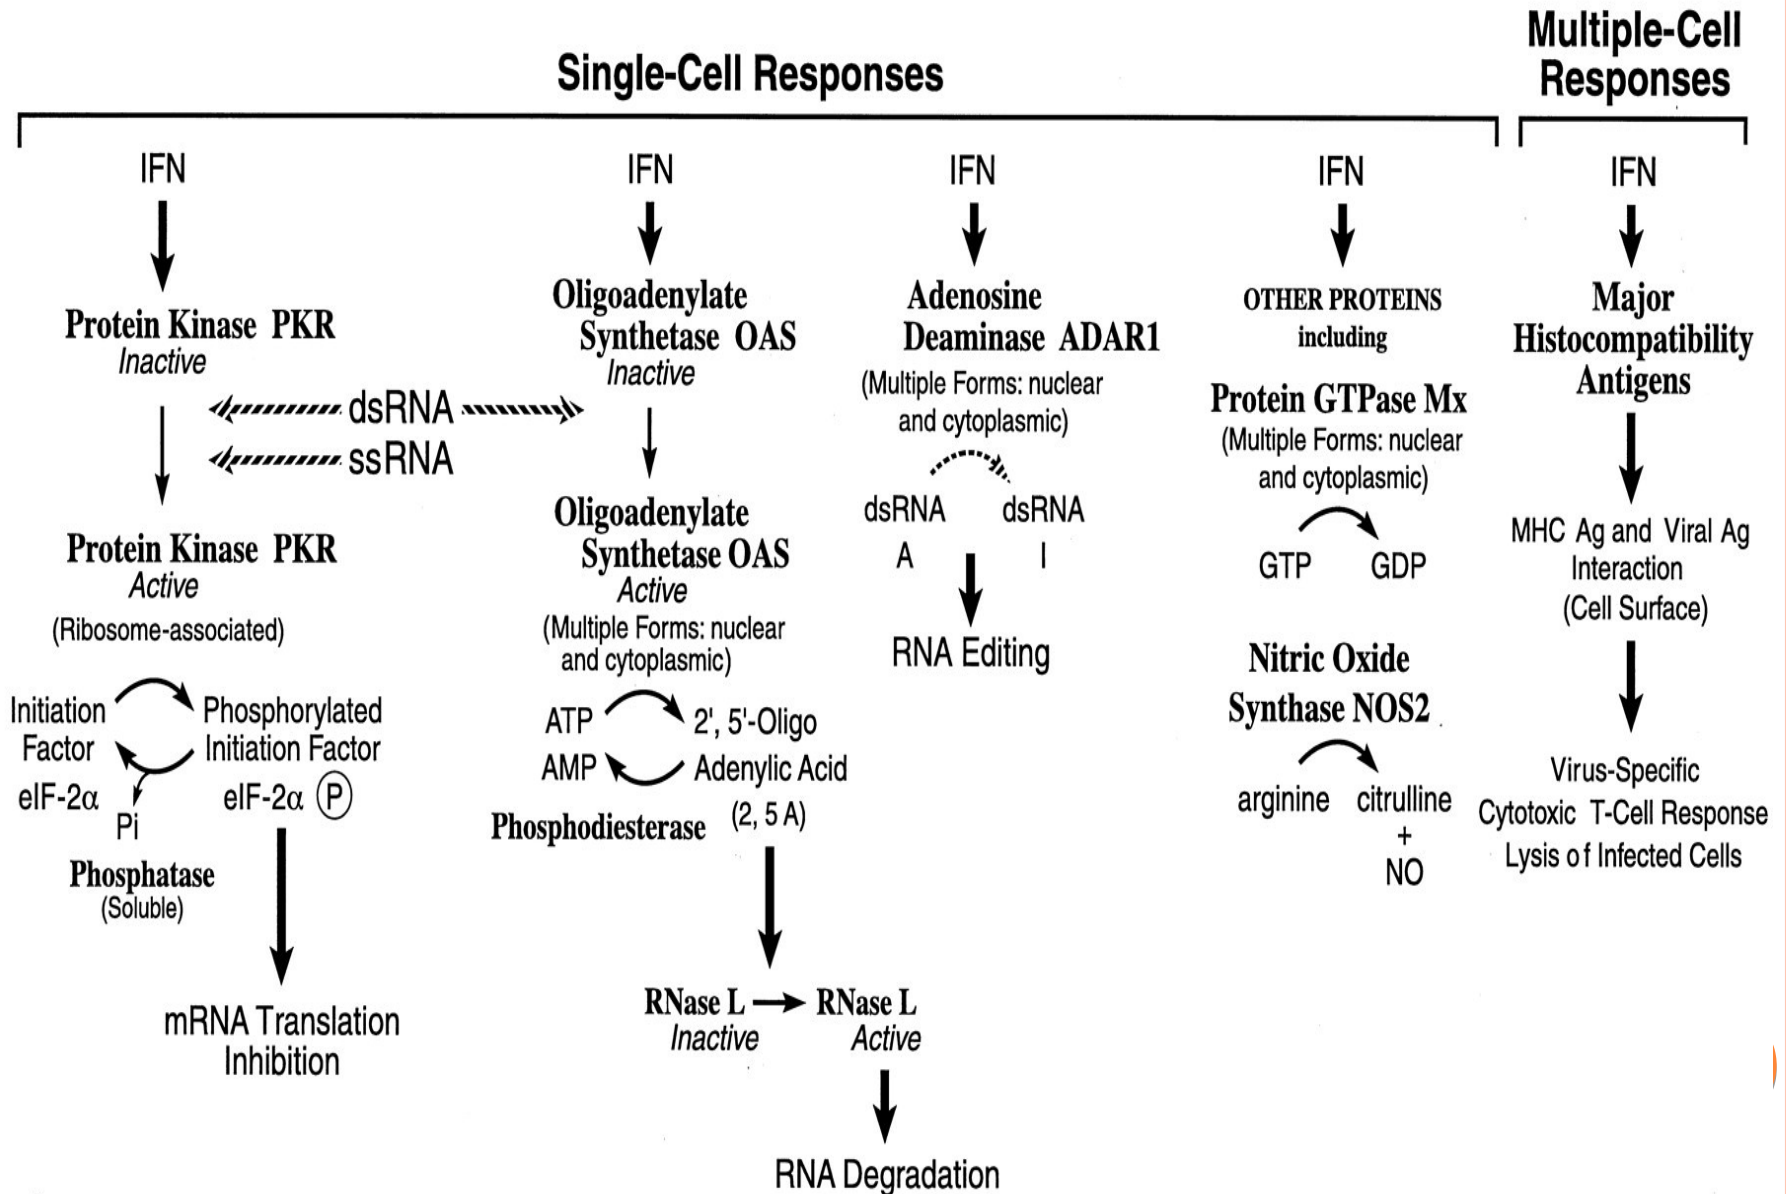 Single-Cell Responses
Multiple-Cell
Responses
IFN
Protein Kinase PKR
Inactive
dsRNA
ssRNA
Protein Kinase PKR
Active
(Ribosome-associated)
Initiation
Factor
eIF-2α
Phosphorylated
Initiation Factor
eIF-2α P
Pi
Phosphatase
(Soluble)
mRNA Translation
Inhibition
IFN
Oligoadenylate
Synthetase OAS
Inactive
Oligoadenylate
Synthetase OAS
Active
(Multiple Forms: nuclear
and cytoplasmic)
ATP
2', 5'-Oligo
AMP
Adenylic Acid
(2, 5 A)
Phosphodiesterase
RNase L
Inactive
RNase L
Active
RNA Degradation
IFN
Adenosine
Deaminase ADAR1
(Multiple Forms: nuclear
and cytoplasmic)
dsRNA
A
dsRNA
I
RNA Editing
IFN
OTHER PROTEINS
including
Protein GTPase Mx
(Multiple Forms: nuclear
and cytoplasmic)
GTP
GDP
Nitric Oxide
Synthase NOS2
arginine
citrulline
+
NO
IFN
Major
Histocompatibility
Antigens
MHC Ag and Viral Ag
Interaction
(Cell Surface)
Virus-Specific
Cytotoxic T-Cell Response
Lysis of Infected Cells